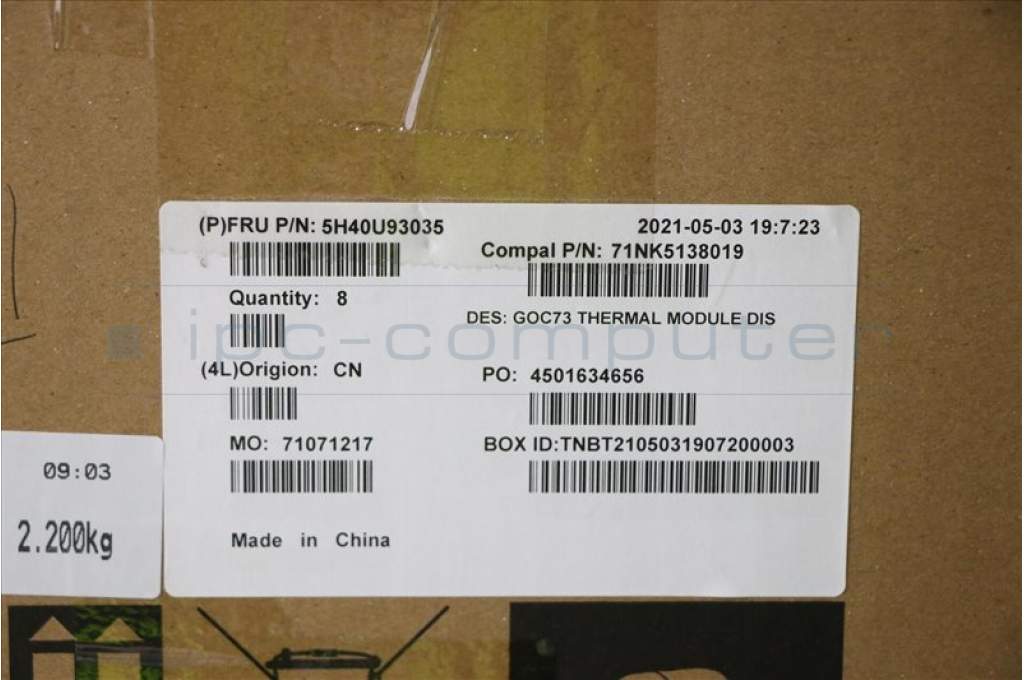 (P)FRU P/N: 5H40U93035
2021-05-03 19:7:23
Compal P/N: 71NK5138019
Quantity: 8
DES: GOC73 THERMAL MODULE DIS
ipc-computer
(4L)Origion: CN
PO: 4501634656
MO: 71071217
BOX ID:TNBT2105031907200003
09:03
2.200kg
Made in China